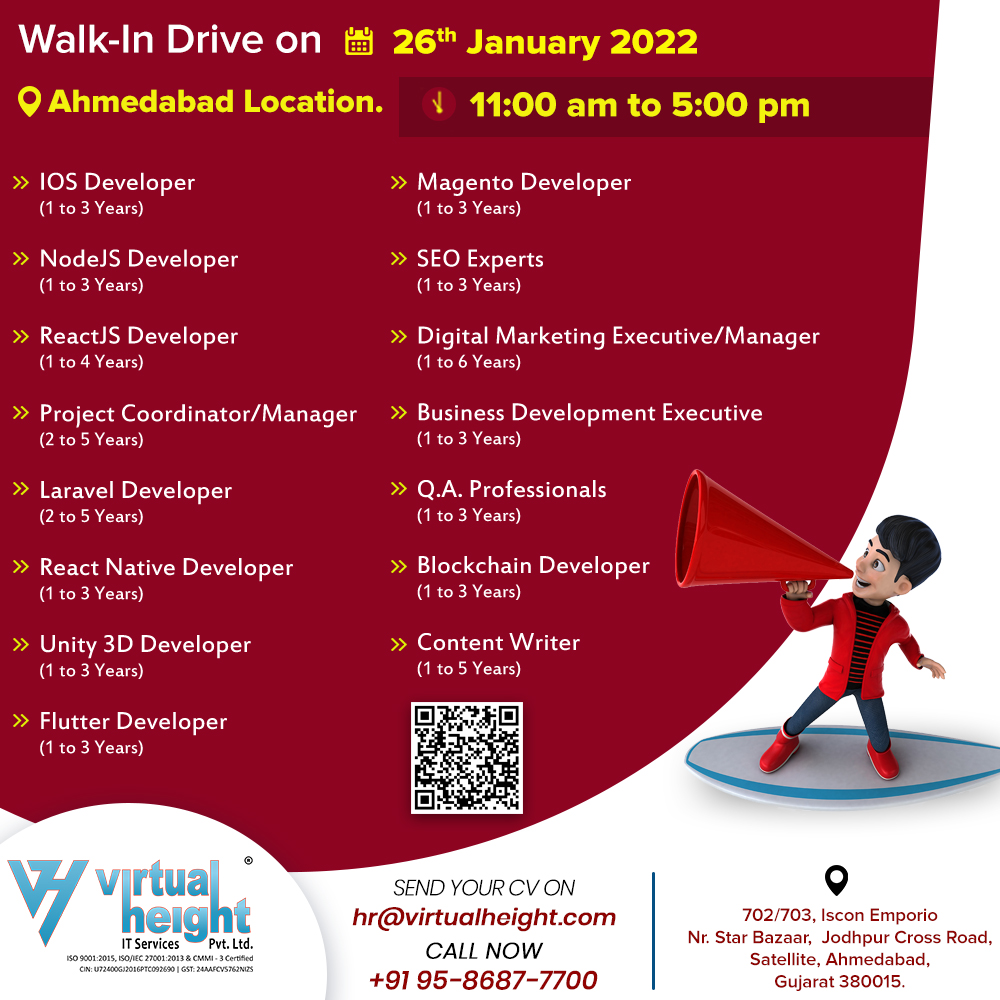 Walk-In Drive on 26th January 2022
Ahmedabad Location. 11:00 am to 5:00 pm
IOS Developer
(1 to 3 Years)
NodeJS Developer
(1 to 3 Years)
ReactJS Developer
(1 to 4 Years)
Project Coordinator/Manager
(2 to 5 Years)
Laravel Developer
(2 to 5 Years)
React Native Developer
(1 to 3 Years)
Unity 3D Developer
(1 to 3 Years)
Flutter Developer
(1 to 3 Years)
Magento Developer
(1 to 3 Years)
SEO Experts
(1 to 3 Years)
Digital Marketing Executive/Manager
(1 to 6 Years)
Business Development Executive
(1 to 3 Years)
Q.A. Professionals
(1 to 3 Years)
Blockchain Developer
(1 to 3 Years)
Content Writer
(1 to 5 Years)
VH virtual ®
height
IT Services Pvt. Ltd.
ISO 9001:2015, ISO/IEC 27001:2013 & CMMI - 3 Certified
CIN: U72400GJ2016PTC092690 | GST: 24AAFCV5762N1ZS
SEND YOUR CV ON
hr@virtualheight.com
CALL NOW
+91 95-8687-7700
702/703, Iscon Emporio
Nr. Star Bazaar, Jodhpur Cross Road,
Satellite, Ahmedabad,
Gujarat 380015.